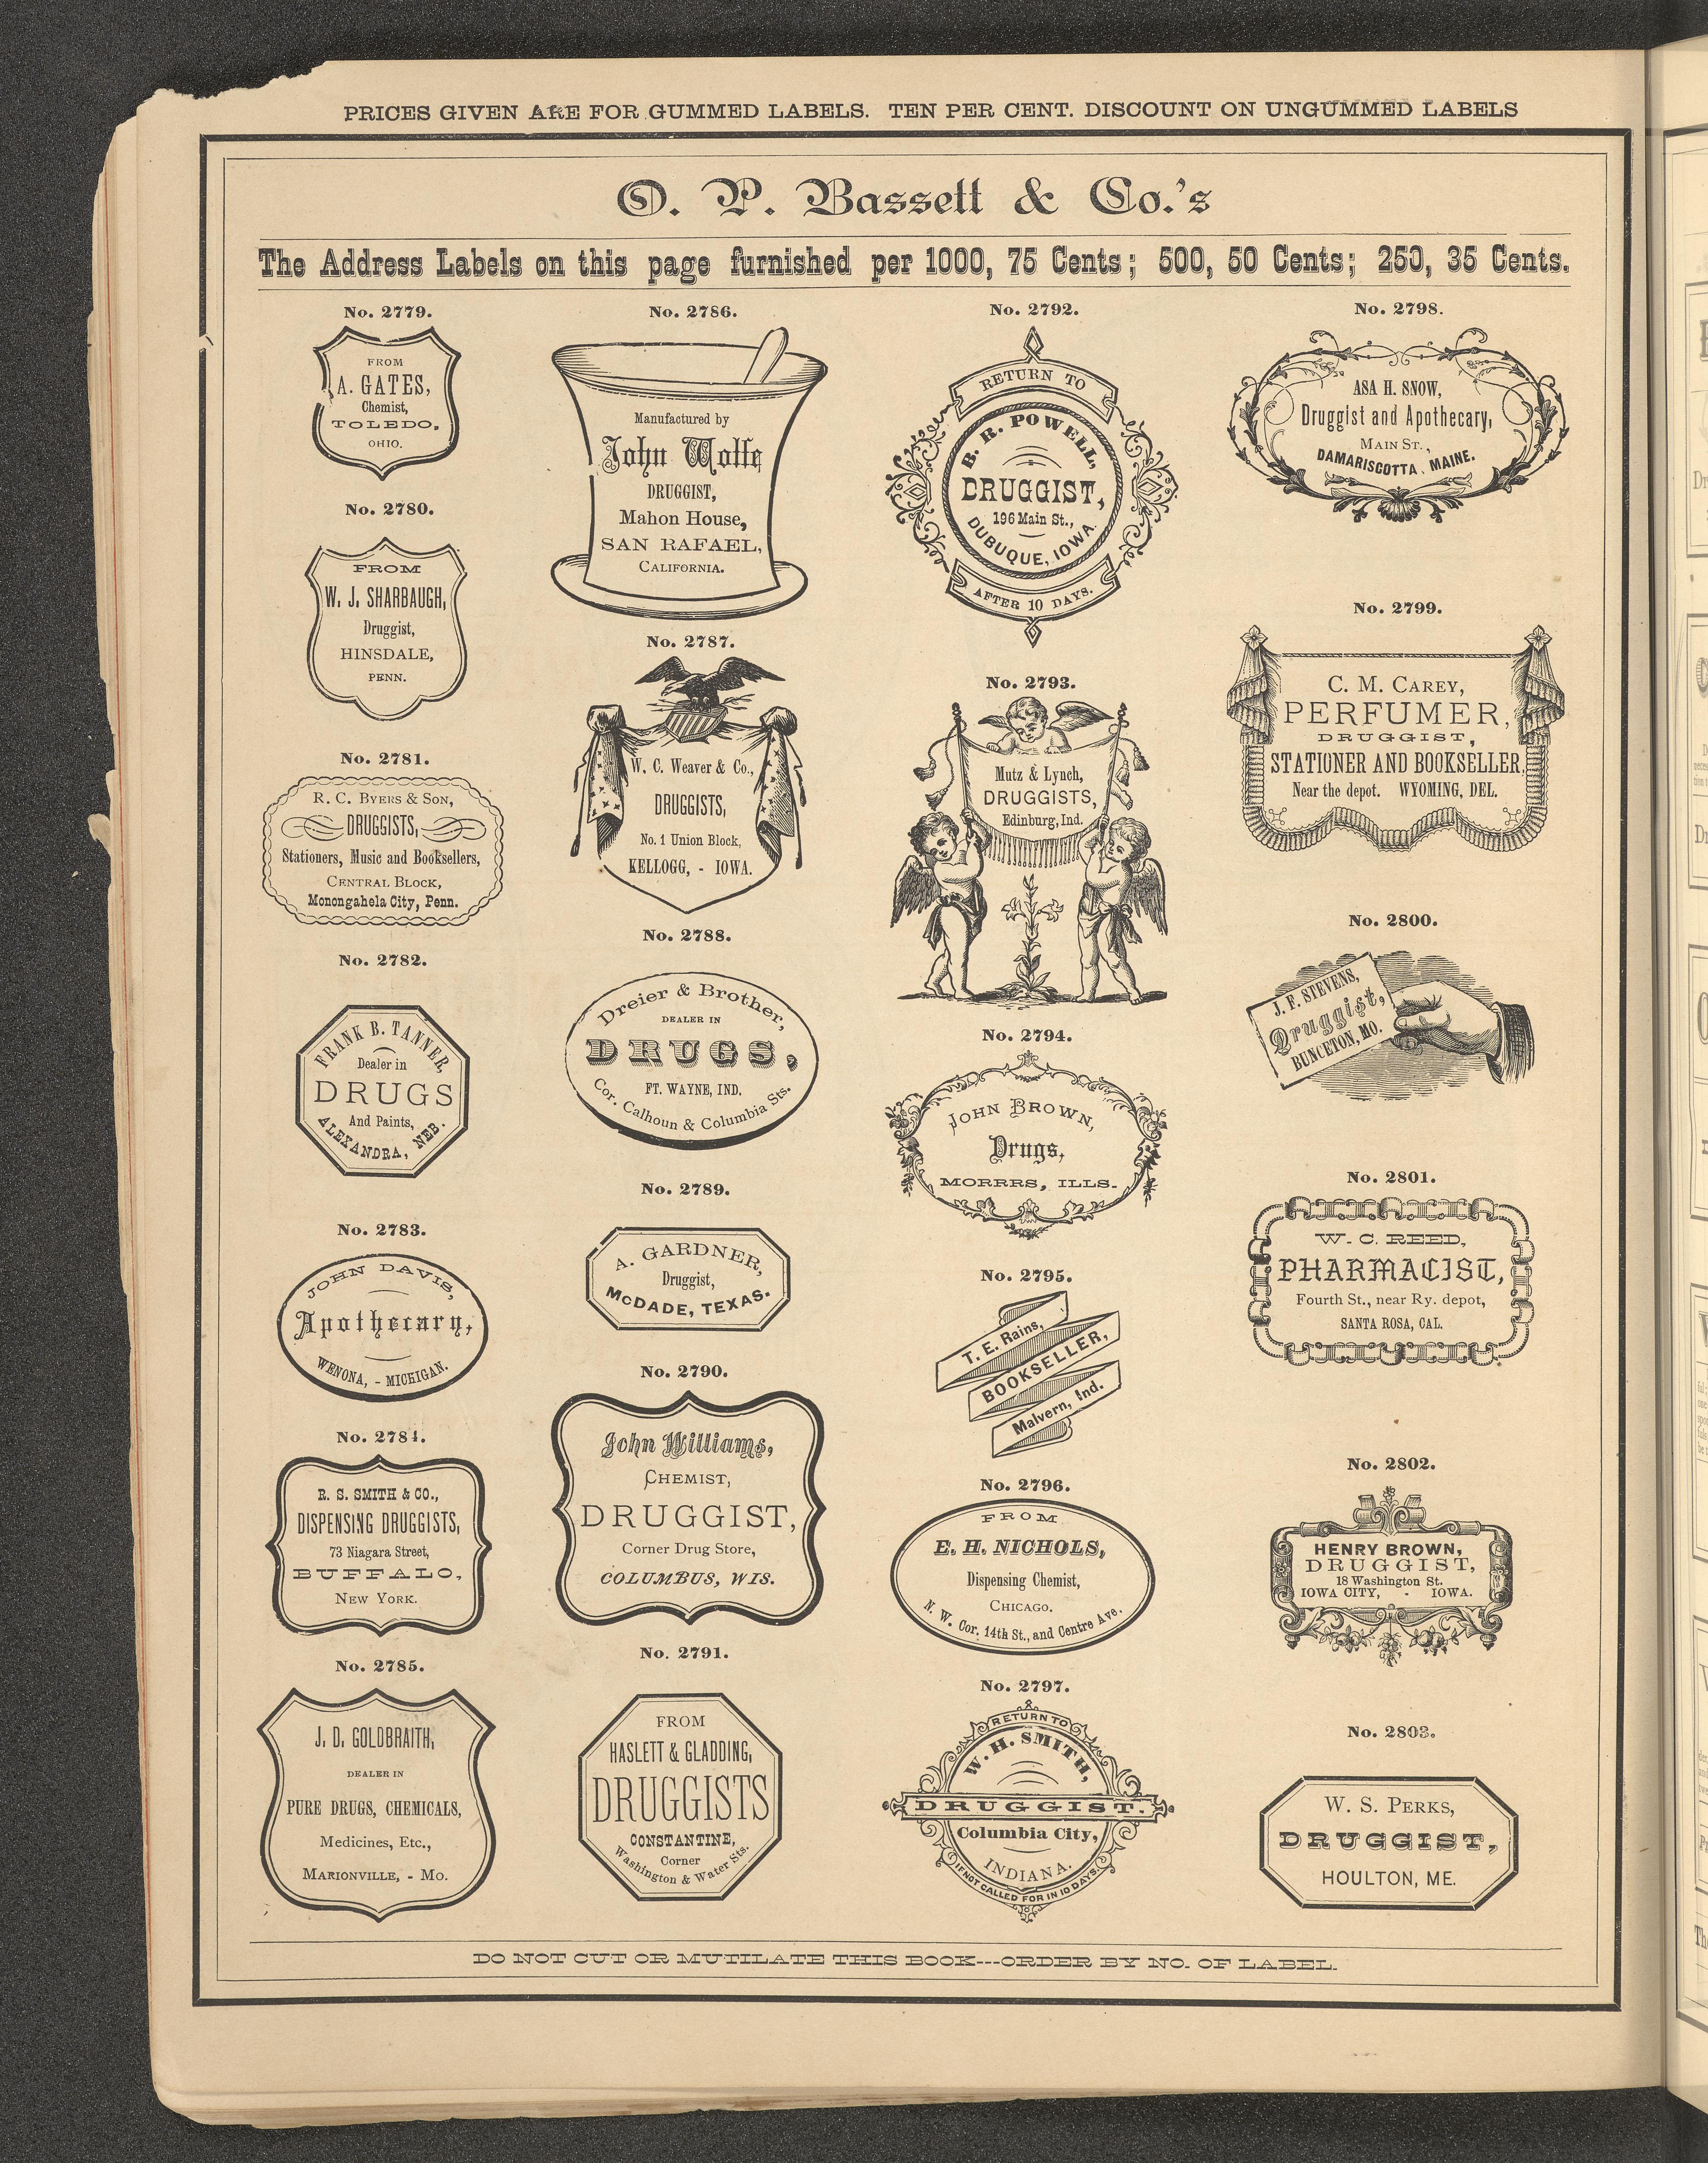 PRICES GIVEN ARE FOR GUMMED LABELS. TEN PER CENT. DISCOUNT ON UNGUMMED LABELS
O. P. Bassett & Co.'s
The Address Labels on this page furnished per 1000, 75 Cents; 500, 50 Cents; 250, 35 Cents.
No. 2779.
FROM
A. GATES,
Chemist,
TOLEDO,
OHIO.
No. 2780.
FROM
W. J. SHARBAUGH,
Druggist,
HINSDALE,
PENN.
No. 2781.
R. C. BYERS & SON,
DRUGGISTS,
Stationers, Music and Booksellers,
CENTRAL BLOCK,
Monongahela City, Penn.
No. 2782.
FRANK B. TANNER,
Dealer in
DRUGS
And Paints,
ALEXANDRA, NEB.
No. 2783.
JOHN DAVIS,
Apothecary,
WENONA, - MICHIGAN.
No. 2784.
R. S. SMITH & CO.,
DISPENSING DRUGGISTS,
73 Niagara Street,
BUFFALO,
NEW YORK.
No. 2785.
J. D. GOLDBRAITH,
DEALER IN
PURE DRUGS, CHEMICALS,
Medicines, Etc.,
MARIONVILLE, - MO.
No. 2786.
Manufactured by
John Wolfe
DRUGGIST,
Mahon House,
SAN RAFAEL,
CALIFORNIA.
No. 2787.
W. C. Weaver & Co.,
DRUGGISTS,
No. 1 Union Block,
KELLOGG, - IOWA.
No. 2788.
Dreier & Brother,
DEALER IN
DRUGS,
FT. WAYNE, IND.
Cor. Calhoun & Columbia Sts.
No. 2789.
A. GARDNER,
Druggist,
McDADE, TEXAS.
No. 2790.
John Williams,
CHEMIST,
DRUGGIST,
Corner Drug Store,
COLUMBUS, WIS.
No. 2791.
FROM
HASLETT & GLADDING,
DRUGGISTS
CONSTANTINE,
Corner
Washington & Water Sts.
No. 2792.
RETURN TO
B. R. POWELL,
DRUGGIST,
196 Main St.,
DUBUQUE, IOWA.
AFTER 10 DAYS.
No. 2793.
Mutz & Lynch,
DRUGGISTS,
Edinburg, Ind.
No. 2794.
JOHN BROWN,
Drugs,
MORRRS, ILLS.
No. 2795.
T. E. Rains,
BOOKSELLER,
Malvern, Ind.
No. 2796.
FROM
E. H. NICHOLS,
Dispensing Chemist,
CHICAGO.
N. W. Cor. 14th St., and Centre Ave.
No. 2797.
RETURN TO
W. H. SMITH,
DRUGGIST.
Columbia City,
INDIANA.
IF NOT CALLED FOR IN 10 DAYS.
No. 2798.
ASA H. SNOW,
Druggist and Apothecary,
MAIN ST.,
DAMARISCOTTA, MAINE.
No. 2799.
C. M. CAREY,
PERFUMER,
DRUGGIST,
STATIONER AND BOOKSELLER,
Near the depot. WYOMING, DEL.
No. 2800.
J. F. STEVENS,
Druggist,
BUNCETON, MO.
No. 2801.
W. C. REED,
PHARMACIST,
Fourth St., near Ry. depot,
SANTA ROSA, CAL.
No. 2802.
HENRY BROWN,
DRUGGIST,
18 Washington St.
IOWA CITY, - IOWA.
No. 2803.
W. S. PERKS,
DRUGGIST,
HOULTON, ME.
DO NOT CUT OR MUTILATE THIS BOOK---ORDER BY NO. OF LABEL.